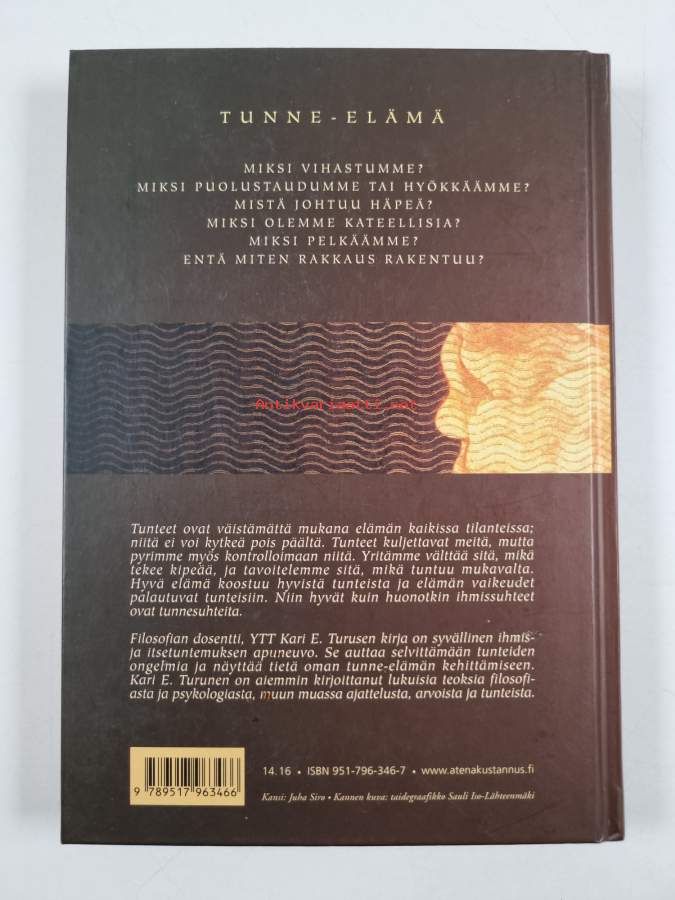 TUNNE-ELÄMÄ
MIKSI VIHASTUMME?
MIKSI PUOLUSTAUDUMME TAI HYÖKKÄÄMME?
MISTÄ JOHTUU HÄPEÄ?
MIKSI OLEMME KATEELLISIA?
MIKSI PELKÄÄMME?
ENTÄ MITEN RAKKAUS RAKENTUU?
Antikvariaatti.net
Tunteet ovat väistämättä mukana elämän kaikissa tilanteissa;
niitä ei voi kytkeä pois päältä. Tunteet kuljettavat meitä, mutta
pyrimme myös kontrolloimaan niitä. Yritämme välttää sitä, mikä
tekee kipeää, ja tavoitelemme sitä, mikä tuntuu mukavalta.
Hyvä elämä koostuu hyvistä tunteista ja elämän vaikeudet
palautuvat tunteisiin. Niin hyvät kuin huonotkin ihmissuhteet
ovat tunnesuhteita.
Filosofian dosentti, YTT Kari E. Turusen kirja on syvällinen ihmis-
ja itsetuntemuksen apuneuvo. Se auttaa selvittämään tunteiden
ongelmia ja näyttää tietä oman tunne-elämän kehittämiseen.
Kari E. Turunen on aiemmin kirjoittanut lukuisia teoksia filosofi-
asta ja psykologiasta, muun muassa ajattelusta, arvoista ja tunteista.
14.16 • ISBN 951-796-346-7 • www.atenakustannus.fi
9 789517 963466
Kansi: Juha Siro • Kannen kuva: taidegraafikko Sauli Iso-Lähteenmäki